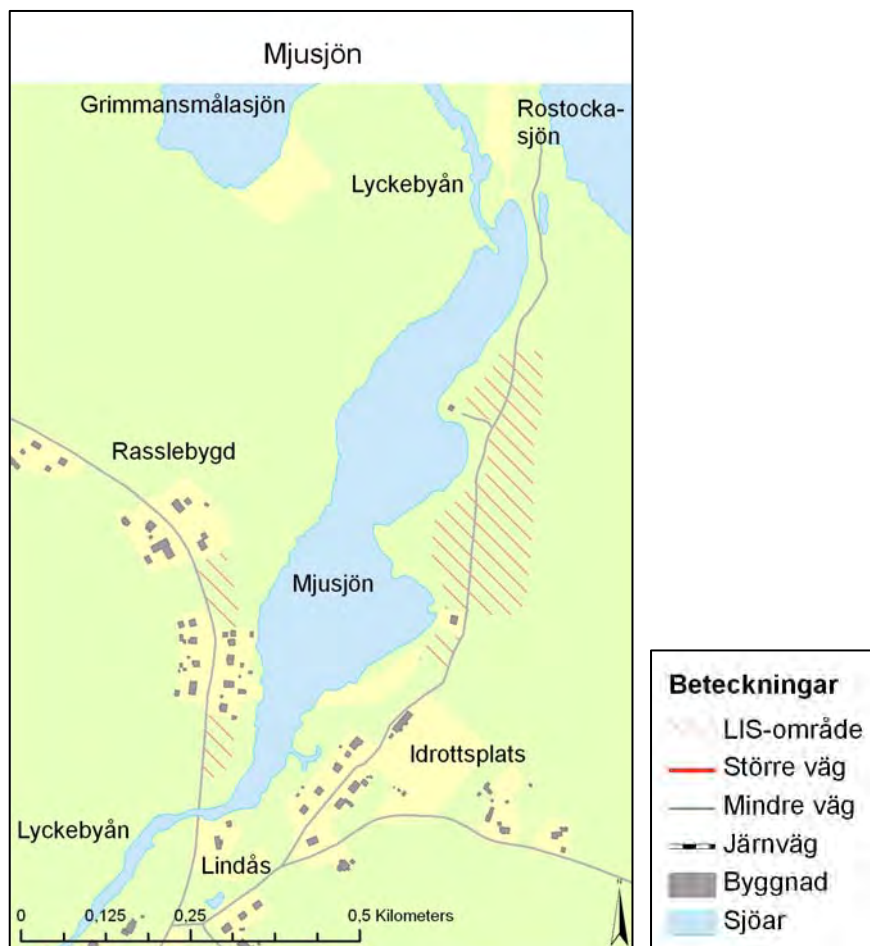 Mjusjön
Grimmansmålasjön
Rostocka-
sjön
Lyckebyån
Rasslebygd
Mjusjön
Idrottsplats
Lyckebyån
Lindås
0 0,125 0,25 0,5 Kilometers
N
Beteckningar
LIS-område
Större väg
Mindre väg
Järnväg
Byggnad
Sjöar